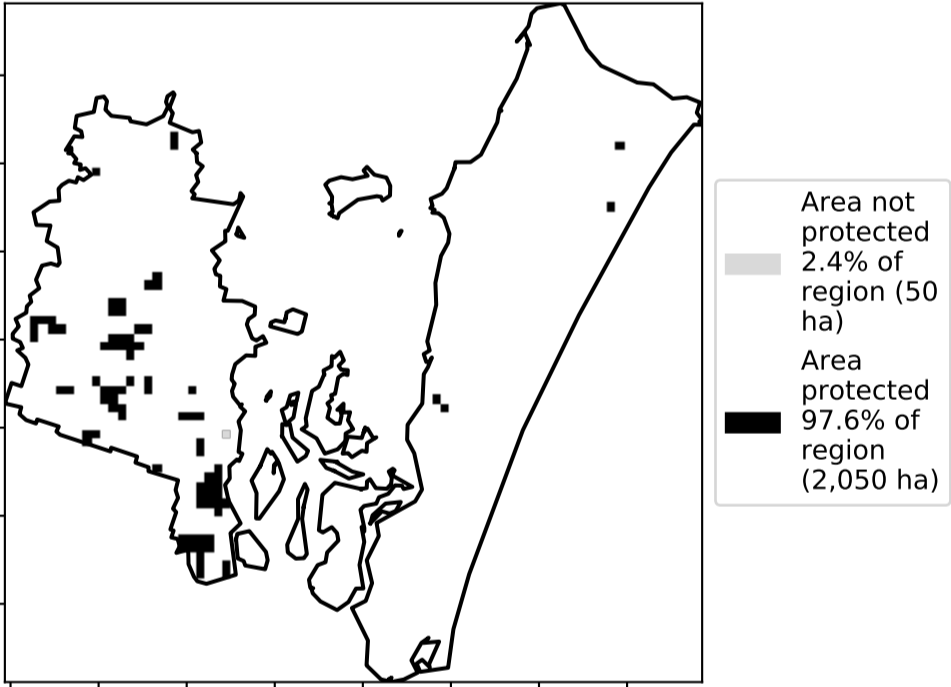 Area not
protected
2.4% of
region (50
ha)
Area
protected
97.6% of
region
(2,050 ha)